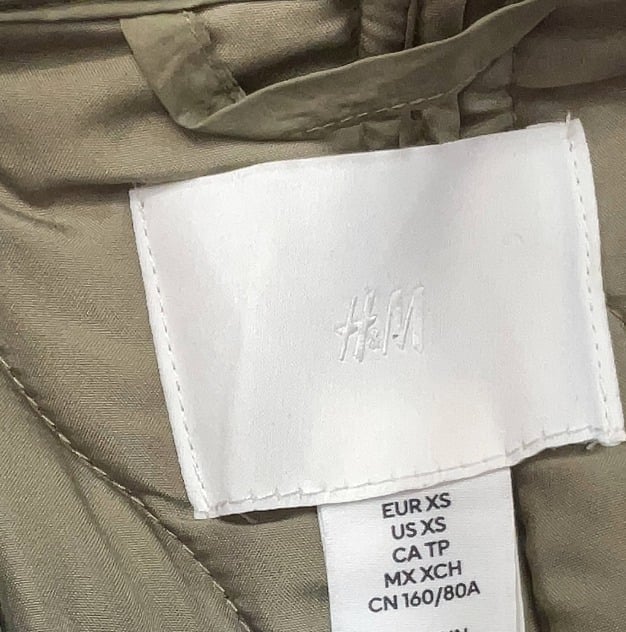 H&M
EUR XS
US XS
CA TP
MX XCH
CN 160/80A